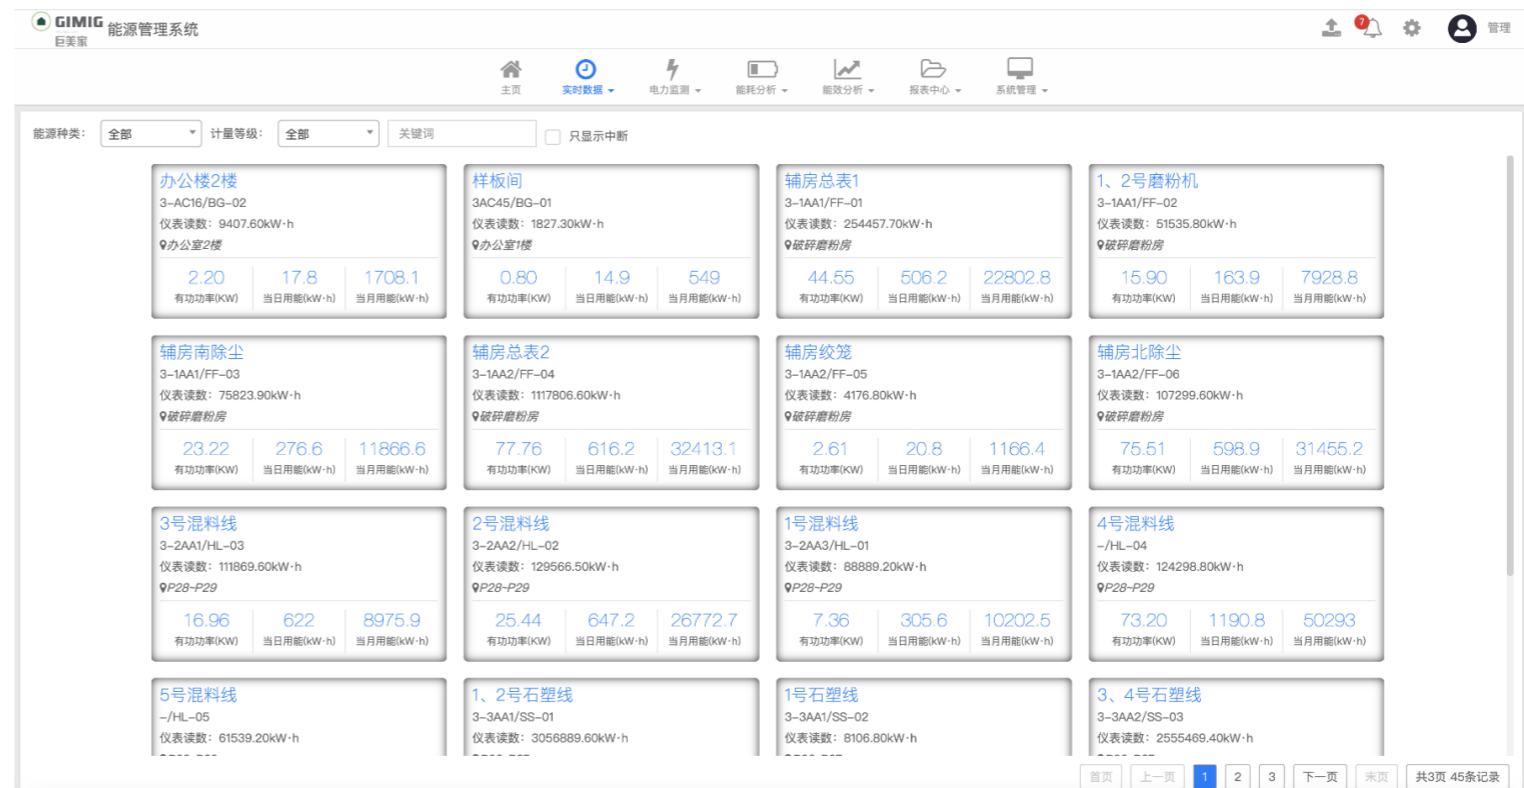 GIMIG 能源管理系统
巨美家
7
管理
主页 实时数据 电力监测 能耗分析 能效分析 报表中心 系统管理
能源种类: 全部 计量等级: 全部 关键词 只显示中断
办公楼2楼 样板间 辅房总表1 1、2号磨粉机
3-AC16/BG-02 3AC45/BG-01 3-1AA1/FF-01 3-1AA1/FF-02
仪表读数: 9407.60kW·h 仪表读数: 1827.30kW·h 仪表读数: 254457.70kW·h 仪表读数: 51535.80kW·h
办公室2楼 办公室1楼 破碎磨粉房 破碎磨粉房
2.20 17.8 1708.1 0.80 14.9 549 44.55 506.2 22802.8 15.90 163.9 7928.8
有功功率(KW) 当日用能(kW·h) 当月用能(kW·h) 有功功率(KW) 当日用能(kW·h) 当月用能(kW·h) 有功功率(KW) 当日用能(kW·h) 当月用能(kW·h) 有功功率(KW) 当日用能(kW·h) 当月用能(kW·h)
辅房南除尘 辅房总表2 辅房绞笼 辅房北除尘
3-1AA1/FF-03 3-1AA2/FF-04 3-1AA2/FF-05 3-1AA2/FF-06
仪表读数: 75823.90kW·h 仪表读数: 1117806.60kW·h 仪表读数: 4176.80kW·h 仪表读数: 107299.60kW·h
破碎磨粉房 破碎磨粉房 破碎磨粉房 破碎磨粉房
23.22 276.6 11866.6 77.76 616.2 32413.1 2.61 20.8 1166.4 75.51 598.9 31455.2
有功功率(KW) 当日用能(kW·h) 当月用能(kW·h) 有功功率(KW) 当日用能(kW·h) 当月用能(kW·h) 有功功率(KW) 当日用能(kW·h) 当月用能(kW·h) 有功功率(KW) 当日用能(kW·h) 当月用能(kW·h)
3号混料线 2号混料线 1号混料线 4号混料线
3-2AA1/HL-03 3-2AA2/HL-02 3-2AA3/HL-01 -/HL-04
仪表读数: 111869.60kW·h 仪表读数: 129566.50kW·h 仪表读数: 88889.20kW·h 仪表读数: 124298.80kW·h
P28~P29 P28~P29 P28~P29 P28~P29
16.96 622 8975.9 25.44 647.2 26772.7 7.36 305.6 10202.5 73.20 1190.8 50293
有功功率(KW) 当日用能(kW·h) 当月用能(kW·h) 有功功率(KW) 当日用能(kW·h) 当月用能(kW·h) 有功功率(KW) 当日用能(kW·h) 当月用能(kW·h) 有功功率(KW) 当日用能(kW·h) 当月用能(kW·h)
5号混料线 1、2号石塑线 1号石塑线 3、4号石塑线
-/HL-05 3-3AA1/SS-01 3-3AA1/SS-02 3-3AA2/SS-03
仪表读数: 61539.20kW·h 仪表读数: 3056889.60kW·h 仪表读数: 8106.80kW·h 仪表读数: 2555469.40kW·h
首页 上一页 1 2 3 下一页 末页 共3页 45条记录